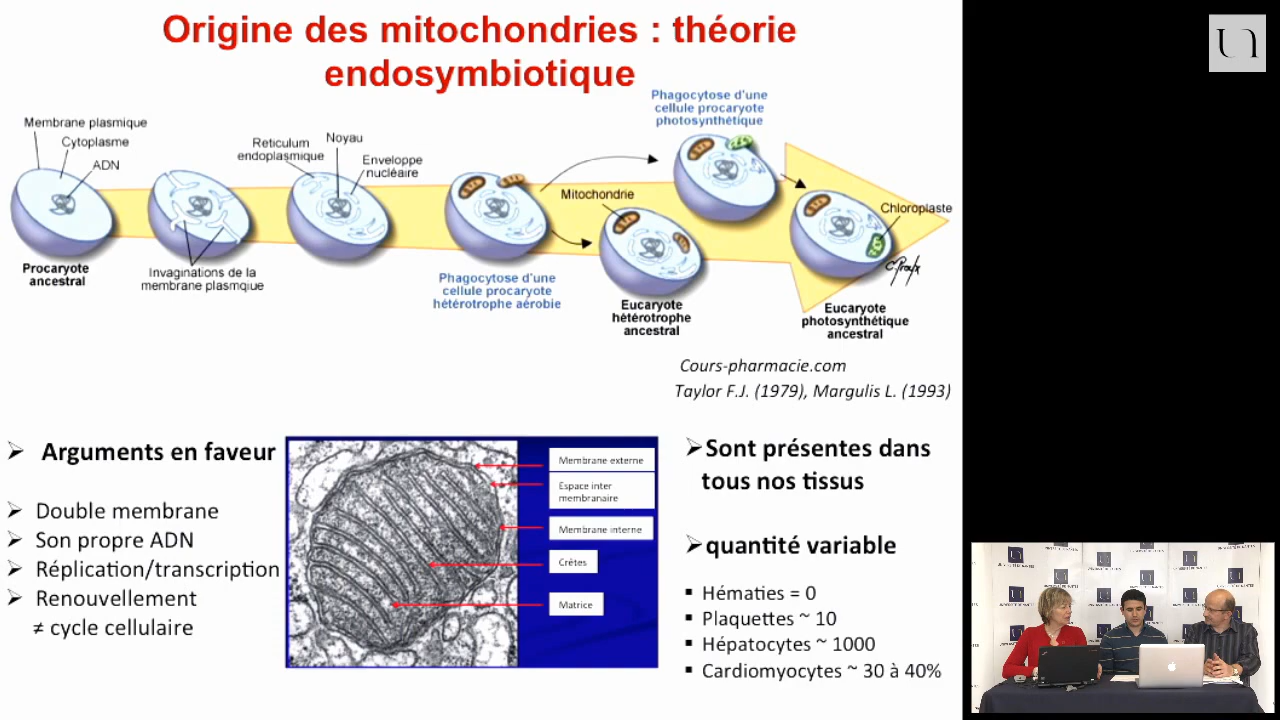 Origine des mitochondries : théorie
endosymbiotique
Membrane plasmique
Cytoplasme
ADN
Procaryote
ancestral
Invaginations de la
membrane plasmique
Reticulum
endoplasmique
Noyau
Enveloppe
nucléaire
Phagocytose d'une
cellule procaryote
hétérotrophe aérobie
Phagocytose d'une
cellule procaryote
photosynthétique
Mitochondrie
Eucaryote
hétérotrophe
ancestral
Chloroplaste
Eucaryote
photosynthétique
ancestral
Cours-pharmacie.com
Taylor F.J. (1979), Margulis L. (1993)
➢ Arguments en faveur
➢ Double membrane
➢ Son propre ADN
➢ Réplication/transcription
➢ Renouvellement
≠ cycle cellulaire
Membrane externe
Espace inter
membranaire
Membrane interne
Crêtes
Matrice
➢Sont présentes dans
tous nos tissus
➢quantité variable
▪ Hématies = 0
▪ Plaquettes ~ 10
▪ Hépatocytes ~ 1000
▪ Cardiomyocytes ~ 30 à 40%